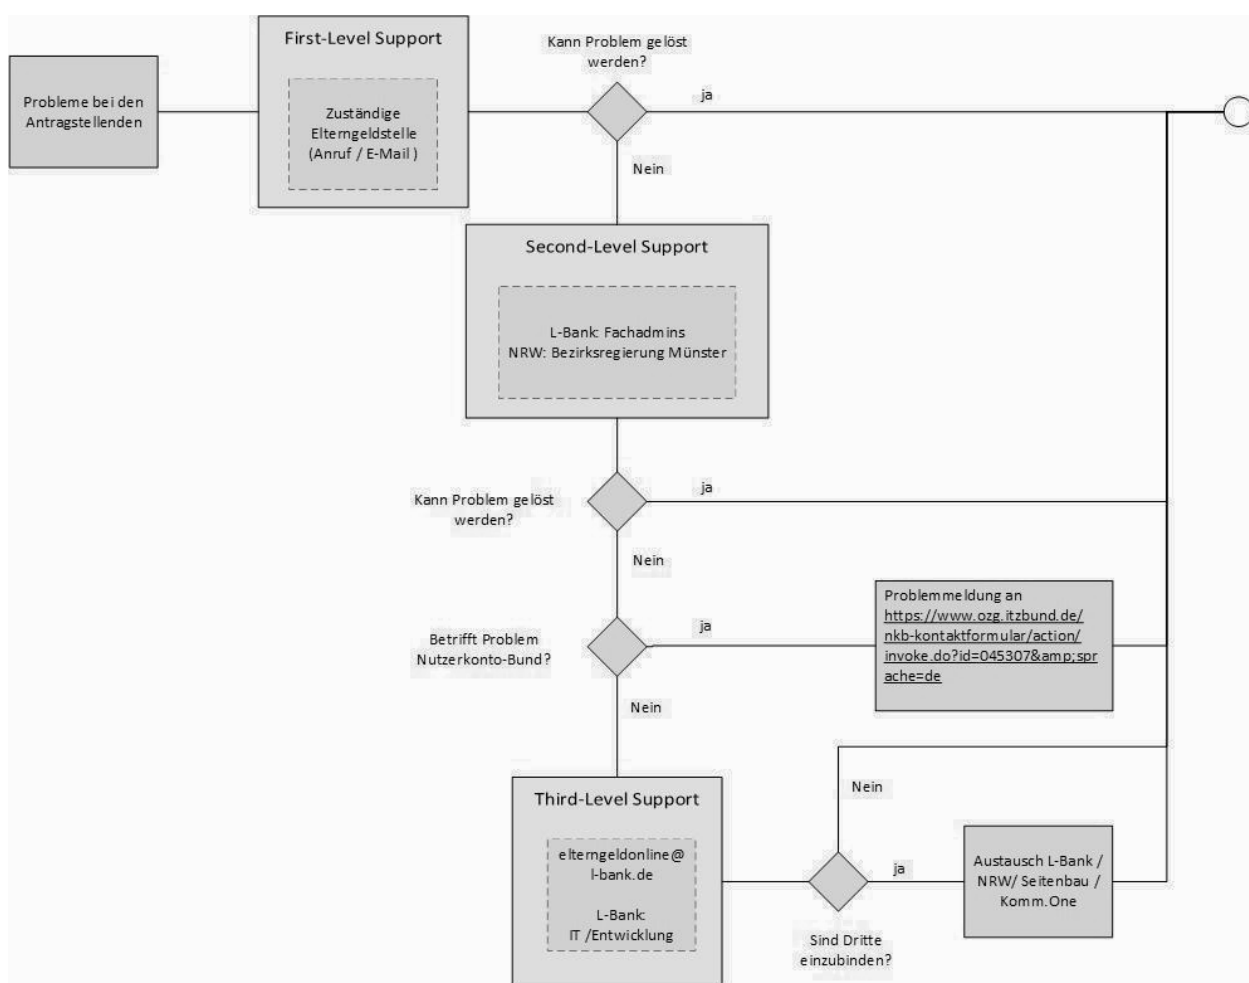 First-Level Support
Kann Problem gelöst
werden?
Probleme bei den
Antragstellenden
Zuständige
Elterngeldstelle
(Anruf / E-Mail )
ja
Nein
Second-Level Support
L-Bank: Fachadmins
NRW: Bezirksregierung Münster
Kann Problem gelöst
werden?
ja
Nein
Betrifft Problem
Nutzerkonto-Bund?
ja
Problemmeldung an
https://www.ozg.itzbund.de/
nkb-kontaktformular/action/
invoke.do?id=045307&amp;spr
ache=de
Nein
Third-Level Support
elterngeldonline@
l-bank.de
L-Bank:
IT /Entwicklung
Nein
ja
Sind Dritte
einzubinden?
Austausch L-Bank /
NRW/ Seitenbau /
Komm.One